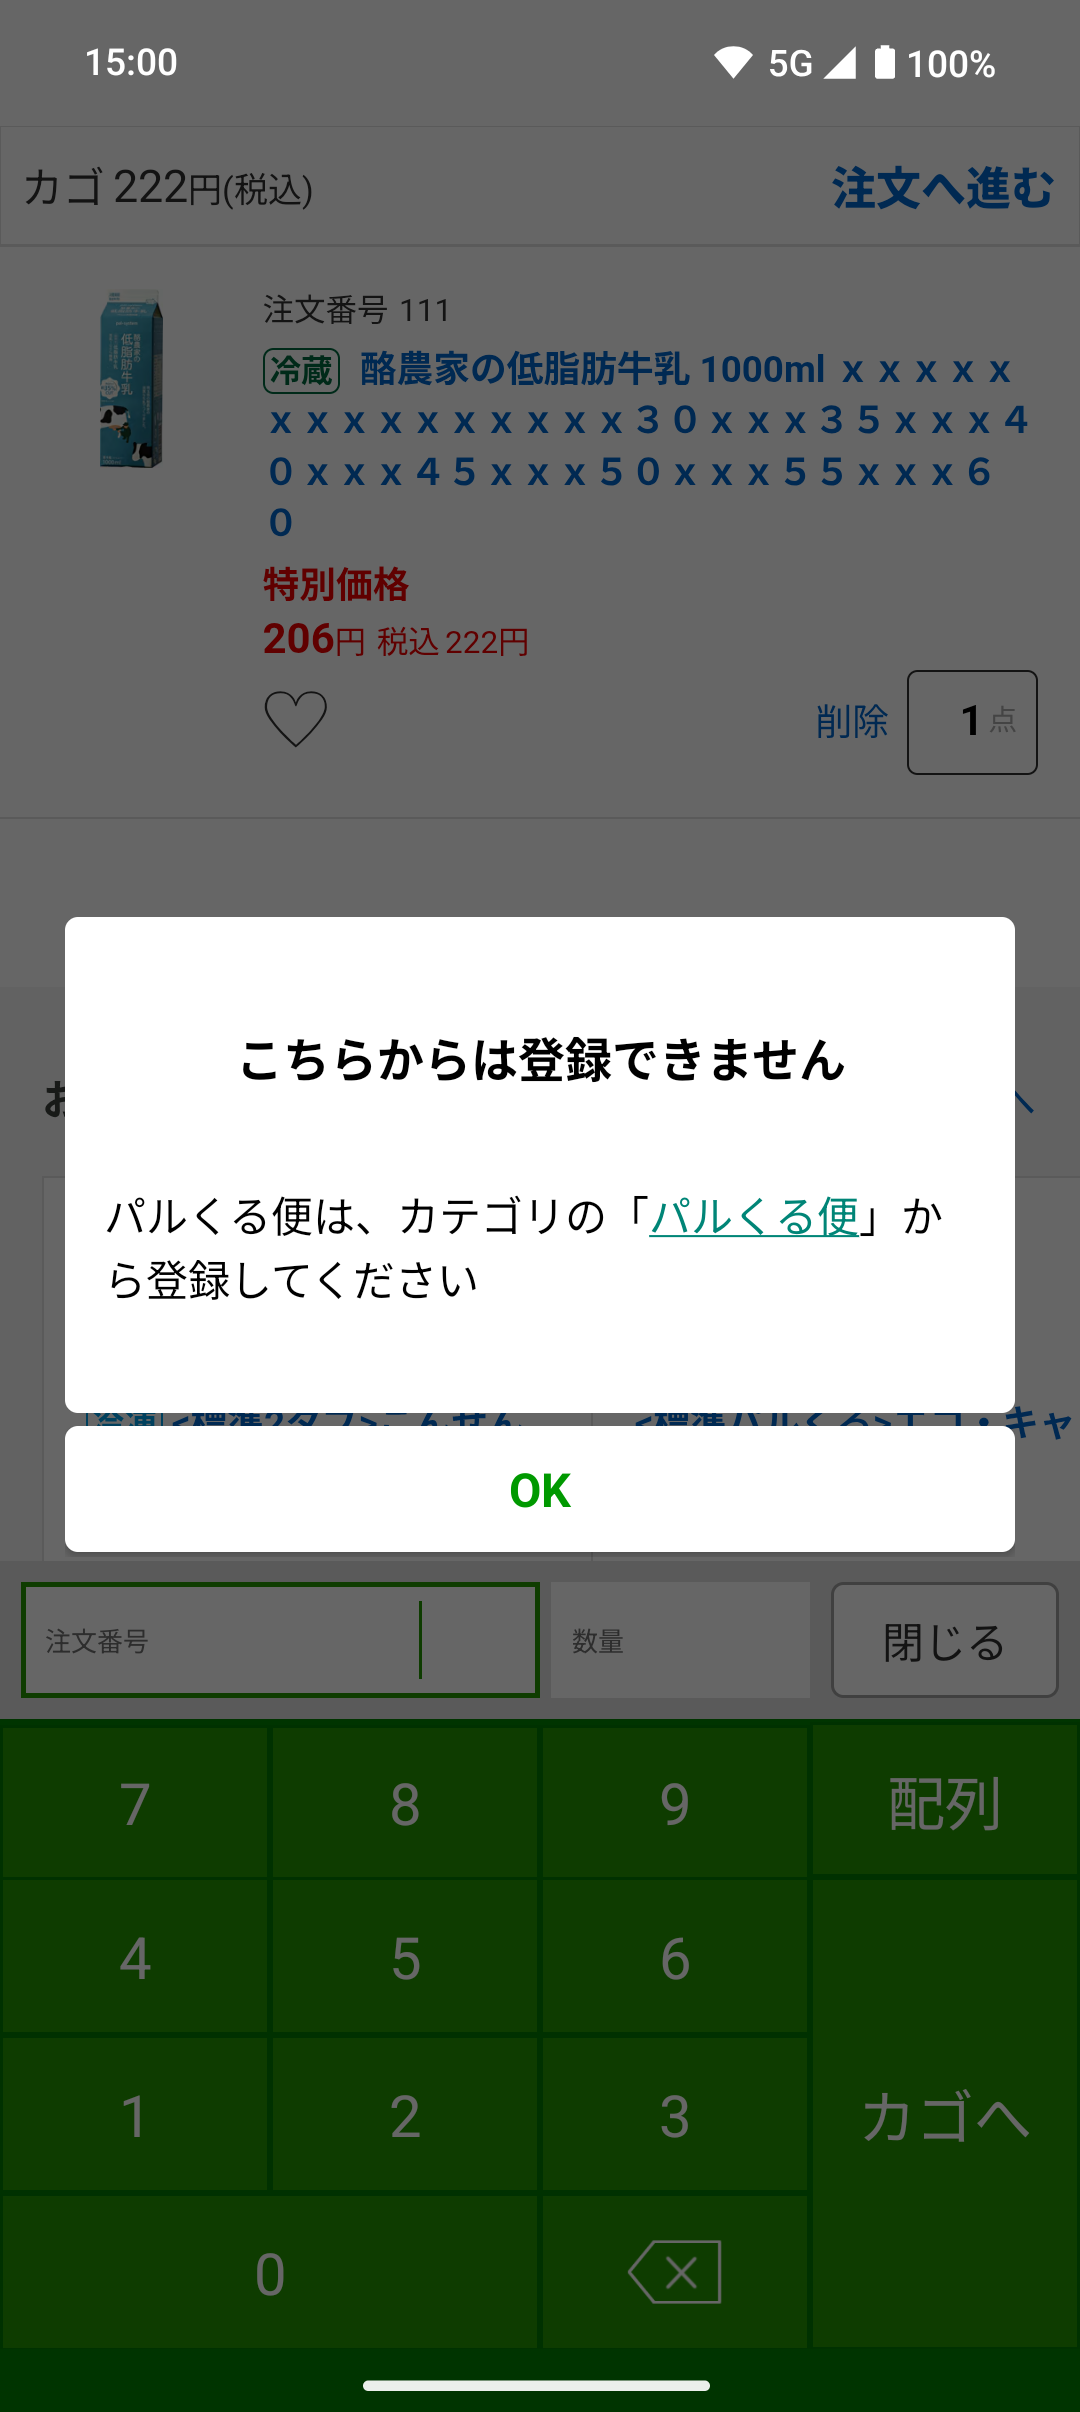 15:00
5G 100%
カゴ 222円(税込)
注文へ進む
注文番号 111
冷蔵 酪農家の低脂肪牛乳 1000ml ｘｘｘｘｘ
ｘｘｘｘｘｘｘｘｘｘ３０ｘｘｘ３５ｘｘｘ４
０ｘｘｘ４５ｘｘｘ５０ｘｘｘ５５ｘｘｘ６
０
特別価格
206円 税込 222円
削除
1 点
こちらからは登録できません
お
パルくる便は、カテゴリの「パルくる便」か
ら登録してください
OK
注文番号
数量
閉じる
7 8 9 配列
4 5 6
1 2 3 カゴへ
0